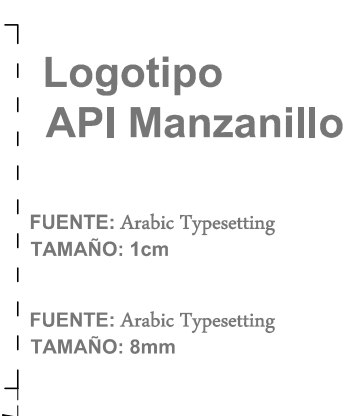 Logotipo
API Manzanillo
FUENTE: Arabic Typesetting
TAMAÑO: 1cm
FUENTE: Arabic Typesetting
TAMAÑO: 8mm